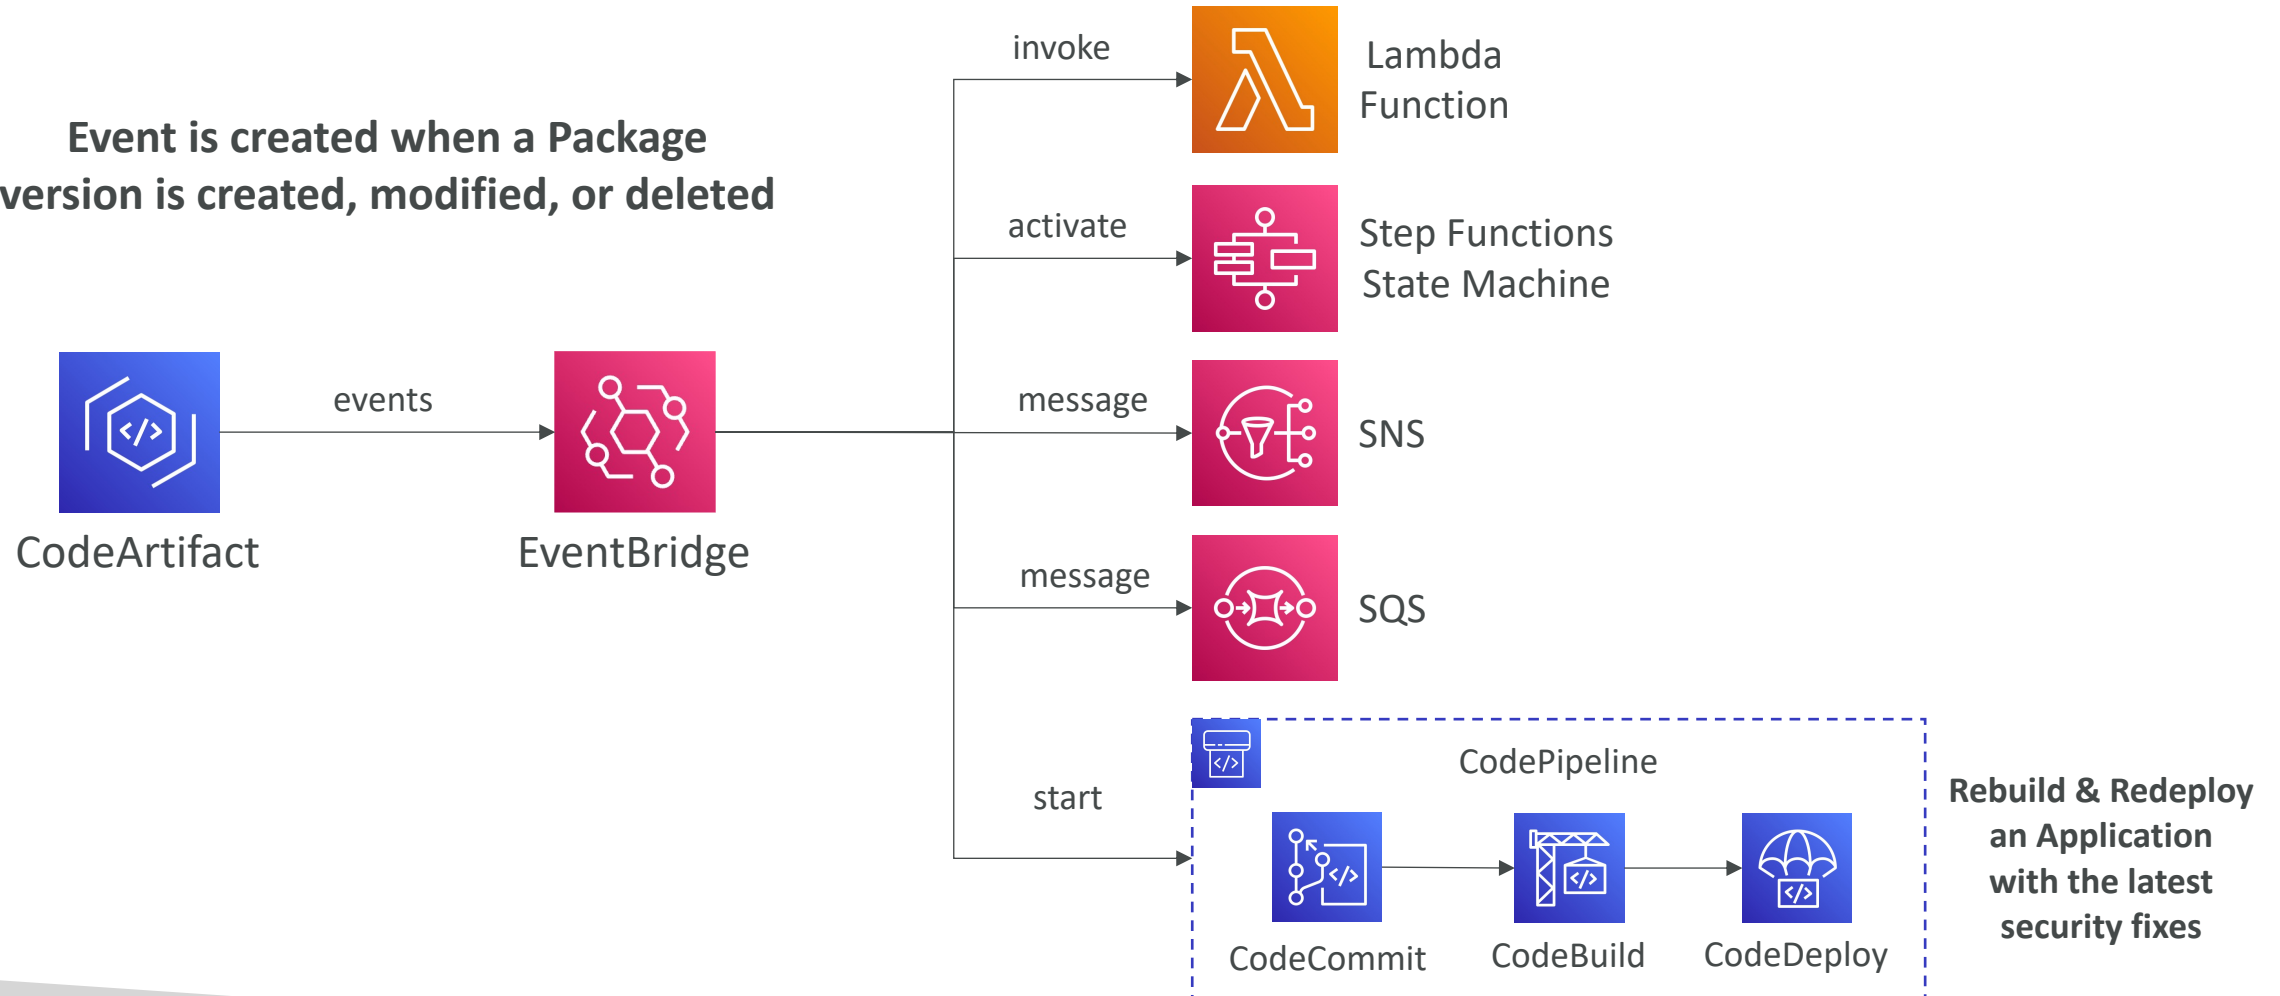 Event is created when a Package
version is created, modified, or deleted
CodeArtifact
events
EventBridge
invoke
Lambda
Function
activate
Step Functions
State Machine
message
SNS
message
SQS
start
CodePipeline
CodeCommit
CodeBuild
CodeDeploy
Rebuild & Redeploy
an Application
with the latest
security fixes